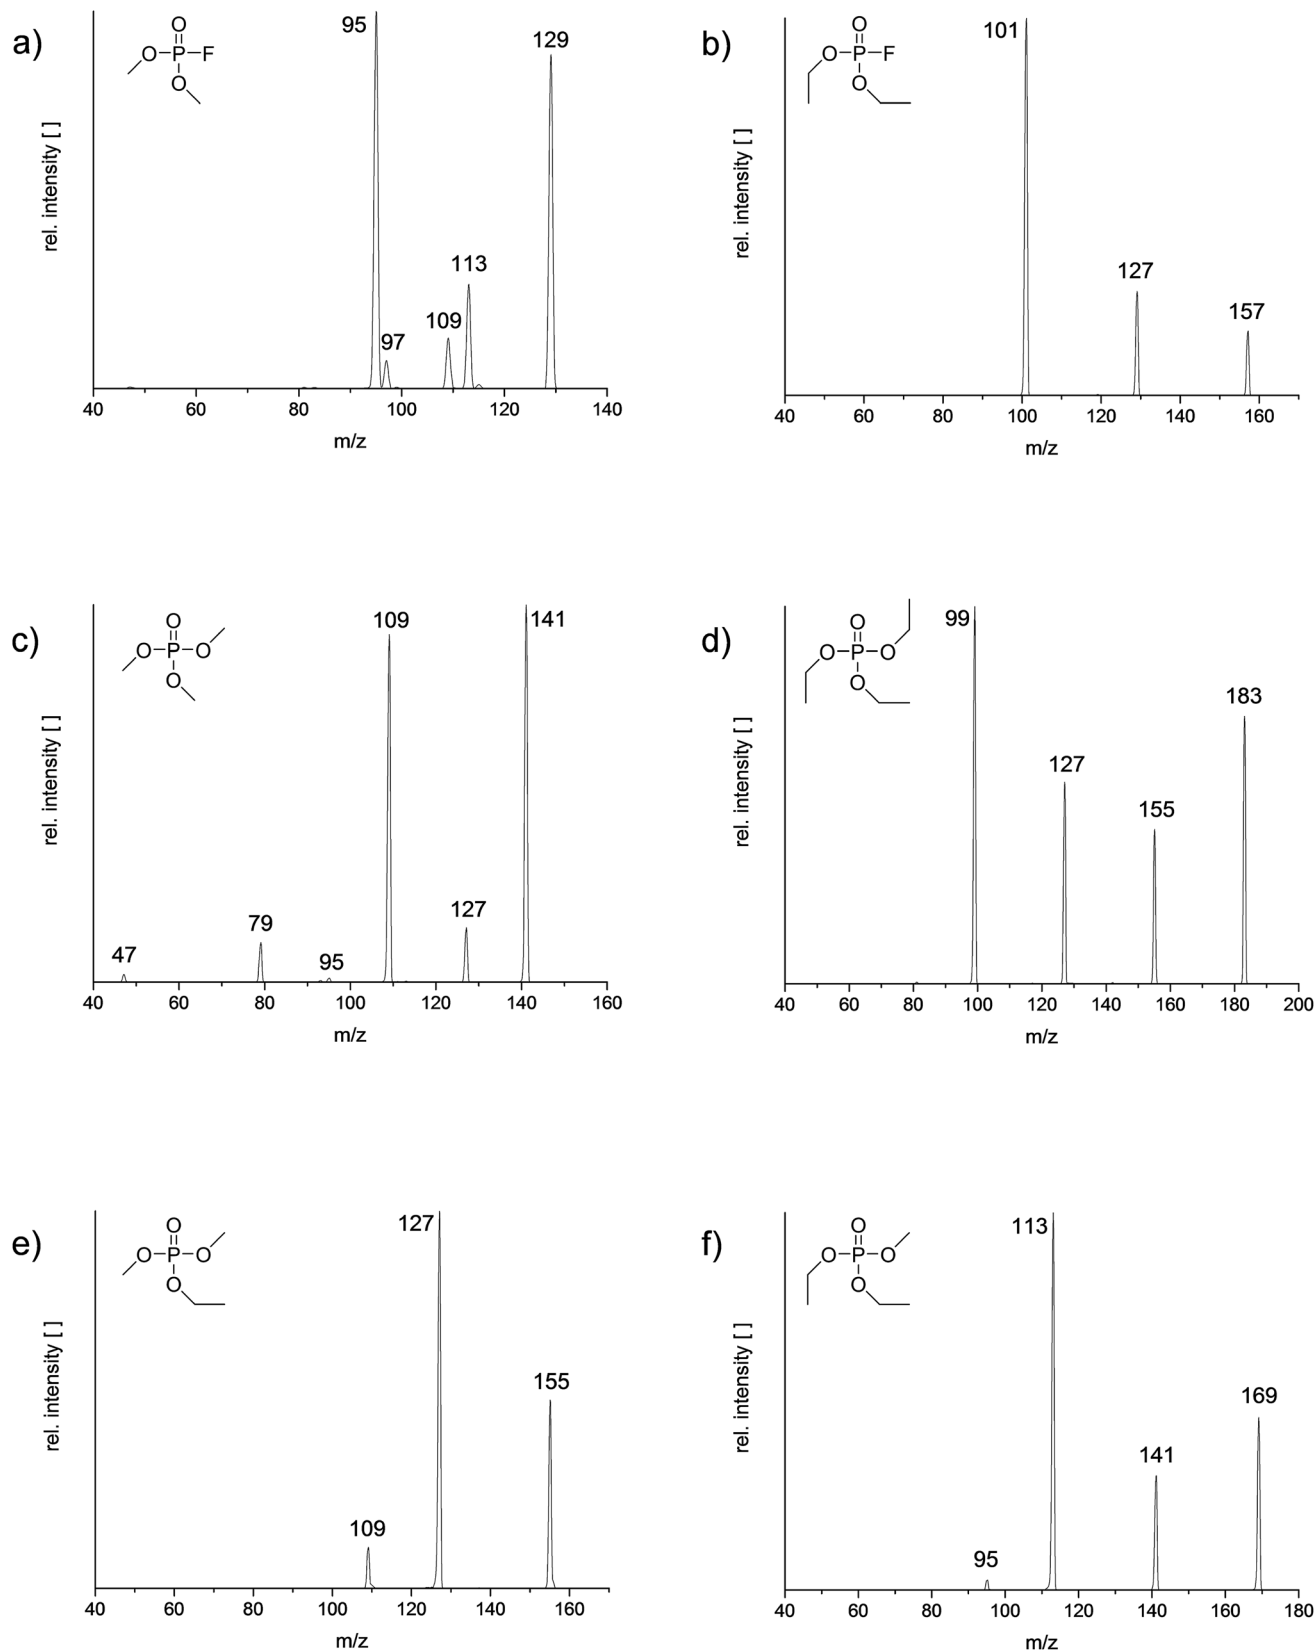 a)
O
O P F
O
95
129
113
109
97
rel. intensity [ ]
40 60 80 100 120 140
m/z
b)
O
O P F
O
101
127
157
rel. intensity [ ]
40 60 80 100 120 140 160
m/z
c)
O
O P O
O
109
141
127
79
95
47
rel. intensity [ ]
40 60 80 100 120 140 160
m/z
d)
O
O P O
O
99
183
127
155
rel. intensity [ ]
40 60 80 100 120 140 160 180 200
m/z
e)
O
O P O
O
127
155
109
rel. intensity [ ]
40 60 80 100 120 140 160
m/z
f)
O
O P O
O
113
169
141
95
rel. intensity [ ]
40 60 80 100 120 140 160 180
m/z